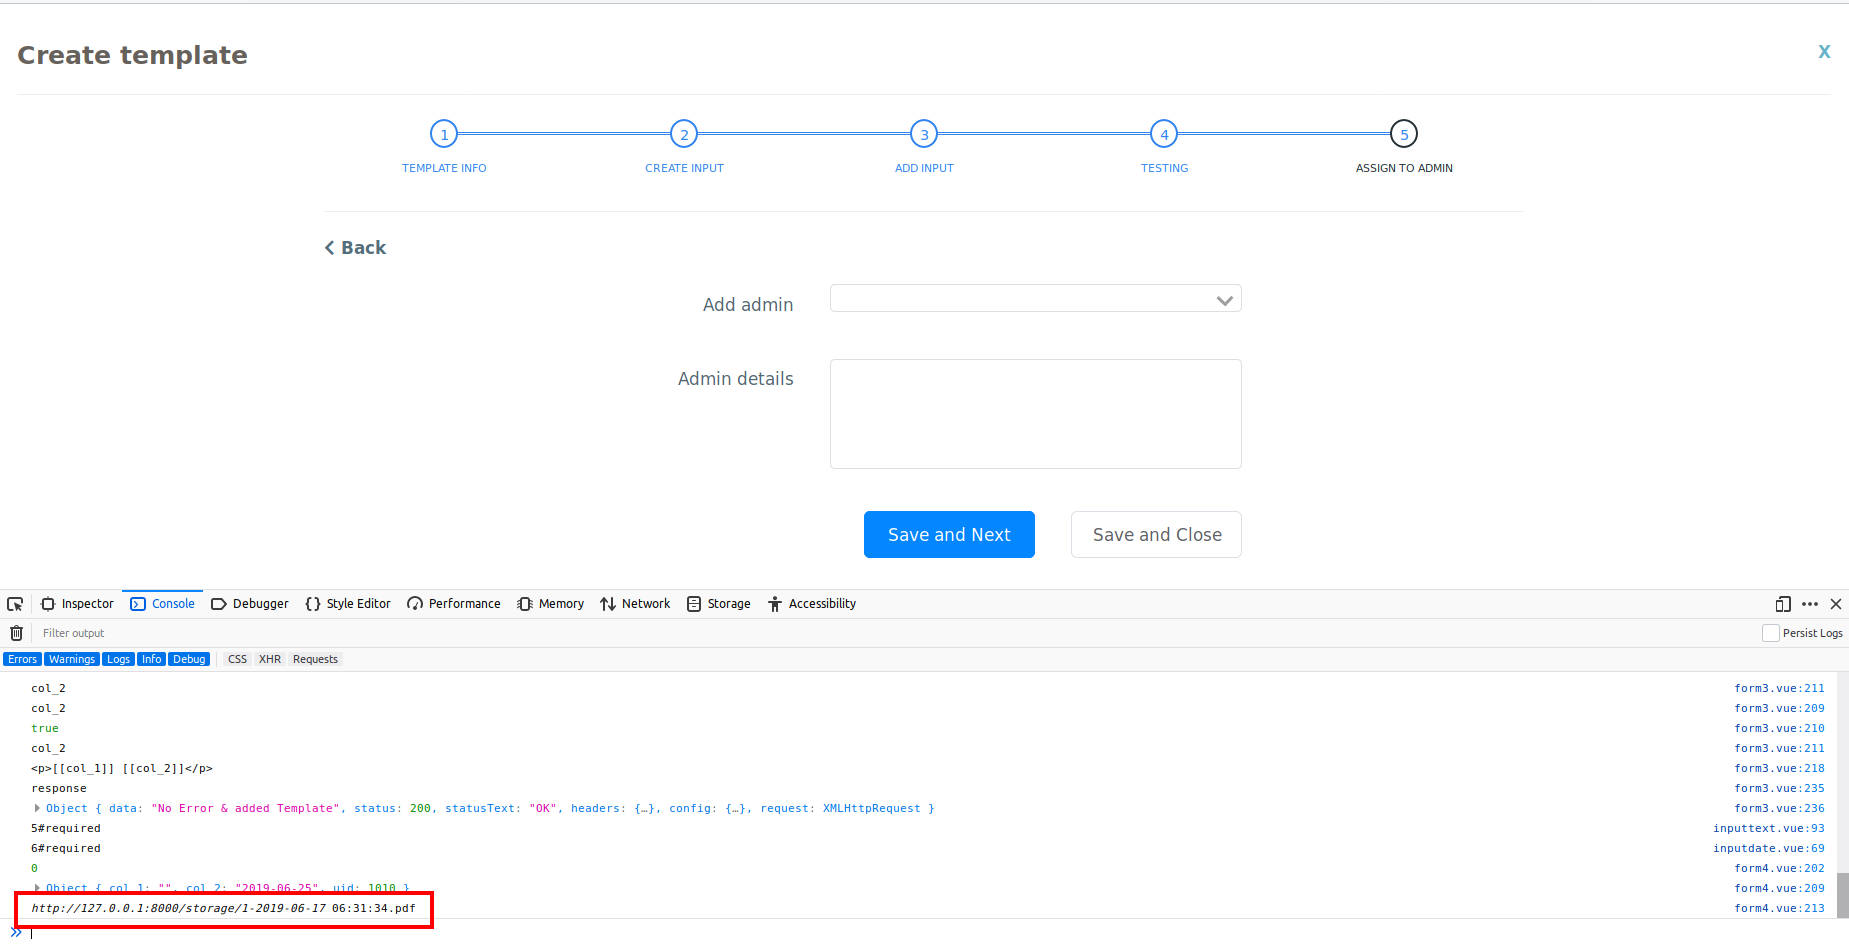 Create template
X
1 2 3 4 5
TEMPLATE INFO CREATE INPUT ADD INPUT TESTING ASSIGN TO ADMIN
Back
Add admin
Admin details
Save and Next Save and Close
Inspector Console Debugger Style Editor Performance Memory Network Storage Accessibility
Filter output Persist Logs
Errors Warnings Logs Info Debug CSS XHR Requests
col_2 form3.vue:211
col_2 form3.vue:209
true form3.vue:210
col_2 form3.vue:211
<p>[[col_1]] [[col_2]]</p> form3.vue:218
response form3.vue:235
Object { data: "No Error & added Template", status: 200, statusText: "OK", headers: {…}, config: {…}, request: XMLHttpRequest } form3.vue:236
5#required inputtext.vue:93
6#required inputdate.vue:69
0 form4.vue:202
Object { col_1: "", col_2: "2019-06-25", uid: 1010 } form4.vue:209
http://127.0.0.1:8000/storage/1-2019-06-17 06:31:34.pdf form4.vue:213